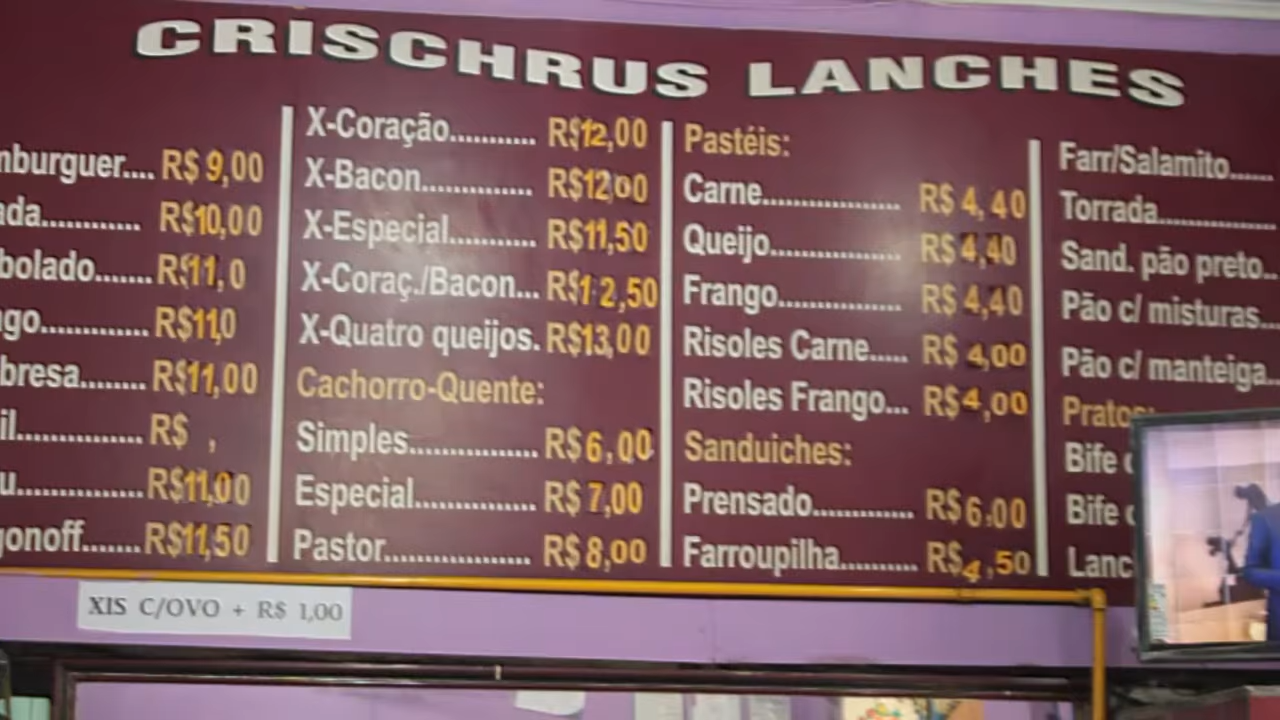 CRISCHRUS LANCHES
mburguer.... R$ 9,00
ada........... R$10,00
bolado....... R$11, 0
go............. R$11,0
bresa........ R$11,00
il............... R$ ,
u............... R$11,00
gonoff....... R$11,50
X-Coração........... R$12,00
X-Bacon.............. R$12,00
X-Especial........... R$11,50
X-Coraç./Bacon... R$12,50
X-Quatro queijos. R$13,00
Cachorro-Quente:
Simples................ R$6,00
Especial............... R$ 7,00
Pastor.................. R$ 8,00
Pastéis:
Carne.................. R$ 4,40
Queijo................. R$ 4,40
Frango................ R$ 4,40
Risoles Carne..... R$ 4,00
Risoles Frango... R$4,00
Sanduiches:
Prensado............. R$6,00
Farroupilha.......... R$4,50
Farr/Salamito......
Torrada................
Sand. pão preto..
Pão c/ misturas...
Pão c/ manteiga..
Pratos:
Bife
Bife
Lanc
XIS C/OVO + R$ 1,00